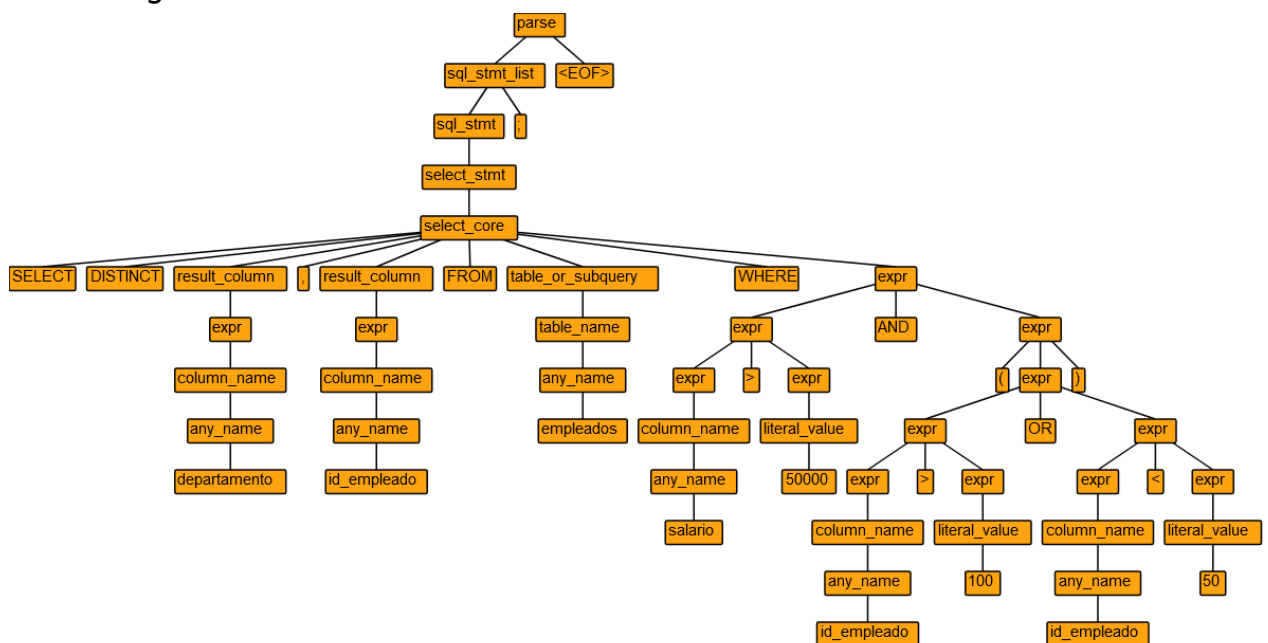 parse
sql_stmt_list <EOF>
sql_stmt ;
select_stmt
select_core
SELECT DISTINCT result_column , result_column FROM table_or_subquery WHERE expr
expr expr table_name expr AND expr
column_name column_name any_name expr > expr ( expr )
any_name any_name empleados column_name literal_value expr OR expr
departamento id_empleado any_name 50000 expr > expr expr < expr
salario column_name literal_value column_name literal_value
any_name 100 any_name 50
id_empleado id_empleado